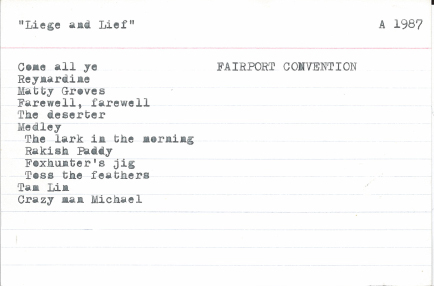 "Liege and Lief" A 1987
Come all ye FAIRPORT CONVENTION
Reynardine
Matty Groves
Farewell, farewell
The deserter
Medley
The lark in the morning
Rakish Paddy
Foxhunter's jig
Toss the feathers
Tam Lin
Crazy man Michael